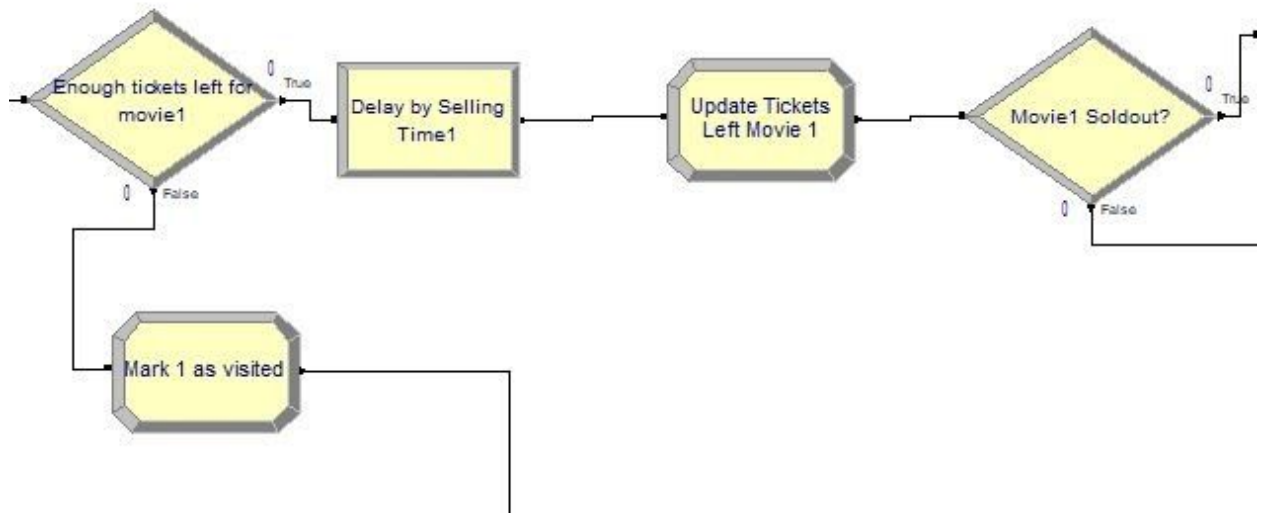 Enough tickets left for
movie1
0
True
0
False
Delay by Selling
Time1
Update Tickets
Left Movie 1
Movie1 Soldout?
0
True
0
False
Mark 1 as visited